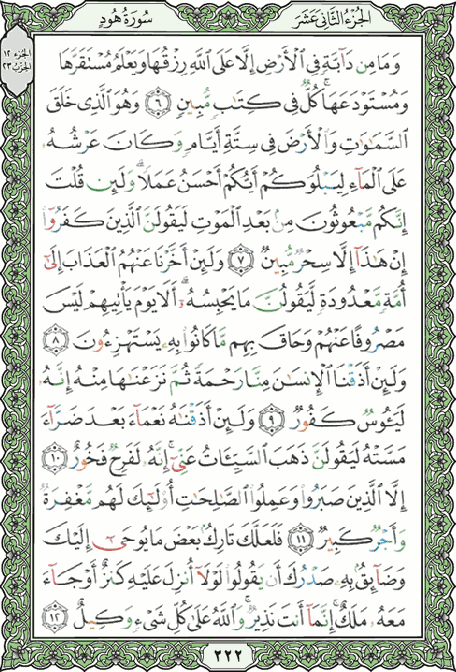 الجزء الثاني عشر
سورة هود
الجزء ١٢
الحزب ٢٣
وَمَا مِن دَآبَّةٍ فِي ٱلْأَرْضِ إِلَّا عَلَى ٱللَّهِ رِزْقُهَا وَيَعْلَمُ مُسْتَقَرَّهَا
وَمُسْتَوْدَعَهَا ۚ كُلٌّ فِي كِتَٰبٍ مُّبِينٍ ٦ وَهُوَ ٱلَّذِي خَلَقَ
ٱلسَّمَٰوَٰتِ وَٱلْأَرْضَ فِي سِتَّةِ أَيَّامٍ وَكَانَ عَرْشُهُۥ
عَلَى ٱلْمَآءِ لِيَبْلُوَكُمْ أَيُّكُمْ أَحْسَنُ عَمَلًا ۗ وَلَئِن قُلْتَ
إِنَّكُم مَّبْعُوثُونَ مِنۢ بَعْدِ ٱلْمَوْتِ لَيَقُولَنَّ ٱلَّذِينَ كَفَرُوٓا۟
إِنْ هَٰذَآ إِلَّا سِحْرٌ مُّبِينٌ ٧ وَلَئِنْ أَخَّرْنَا عَنْهُمُ ٱلْعَذَابَ إِلَىٰٓ
أُمَّةٍ مَّعْدُودَةٍ لَّيَقُولُنَّ مَا يَحْبِسُهُۥٓ ۗ أَلَا يَوْمَ يَأْتِيهِمْ لَيْسَ
مَصْرُوفًا عَنْهُمْ وَحَاقَ بِهِم مَّا كَانُوا۟ بِهِۦ يَسْتَهْزِءُونَ ٨
وَلَئِنْ أَذَقْنَا ٱلْإِنسَٰنَ مِنَّا رَحْمَةً ثُمَّ نَزَعْنَٰهَا مِنْهُ إِنَّهُۥ
لَيَـُٔوسٌ كَفُورٌ ٩ وَلَئِنْ أَذَقْنَٰهُ نَعْمَآءَ بَعْدَ ضَرَّآءَ
مَسَّتْهُ لَيَقُولَنَّ ذَهَبَ ٱلسَّيِّـَٔاتُ عَنِّيٓ ۚ إِنَّهُۥ لَفَرِحٌ فَخُورٌ ١٠
إِلَّا ٱلَّذِينَ صَبَرُوا۟ وَعَمِلُوا۟ ٱلصَّٰلِحَٰتِ أُو۟لَٰٓئِكَ لَهُم مَّغْفِرَةٌ
وَأَجْرٌ كَبِيرٌ ١١ فَلَعَلَّكَ تَارِكٌۢ بَعْضَ مَا يُوحَىٰٓ إِلَيْكَ
وَضَآئِقٌۢ بِهِۦ صَدْرُكَ أَن يَقُولُوا۟ لَوْلَآ أُنزِلَ عَلَيْهِ كَنزٌ أَوْ جَآءَ
مَعَهُۥ مَلَكٌ ۚ إِنَّمَآ أَنتَ نَذِيرٌ ۚ وَٱللَّهُ عَلَىٰ كُلِّ شَيْءٍ وَكِيلٌ ١٢
٢٢٢